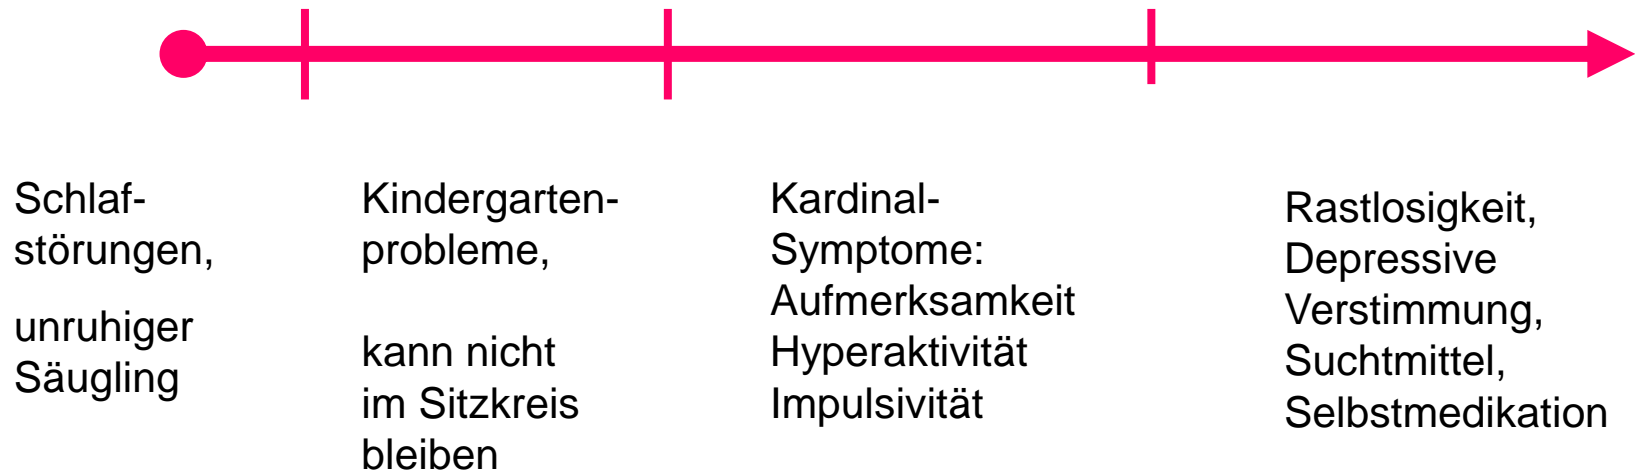 Schlaf-
störungen,
unruhiger
Säugling
Kindergarten-
probleme,
kann nicht
im Sitzkreis
bleiben
Kardinal-
Symptome:
Aufmerksamkeit
Hyperaktivität
Impulsivität
Rastlosigkeit,
Depressive
Verstimmung,
Suchtmittel,
Selbstmedikation